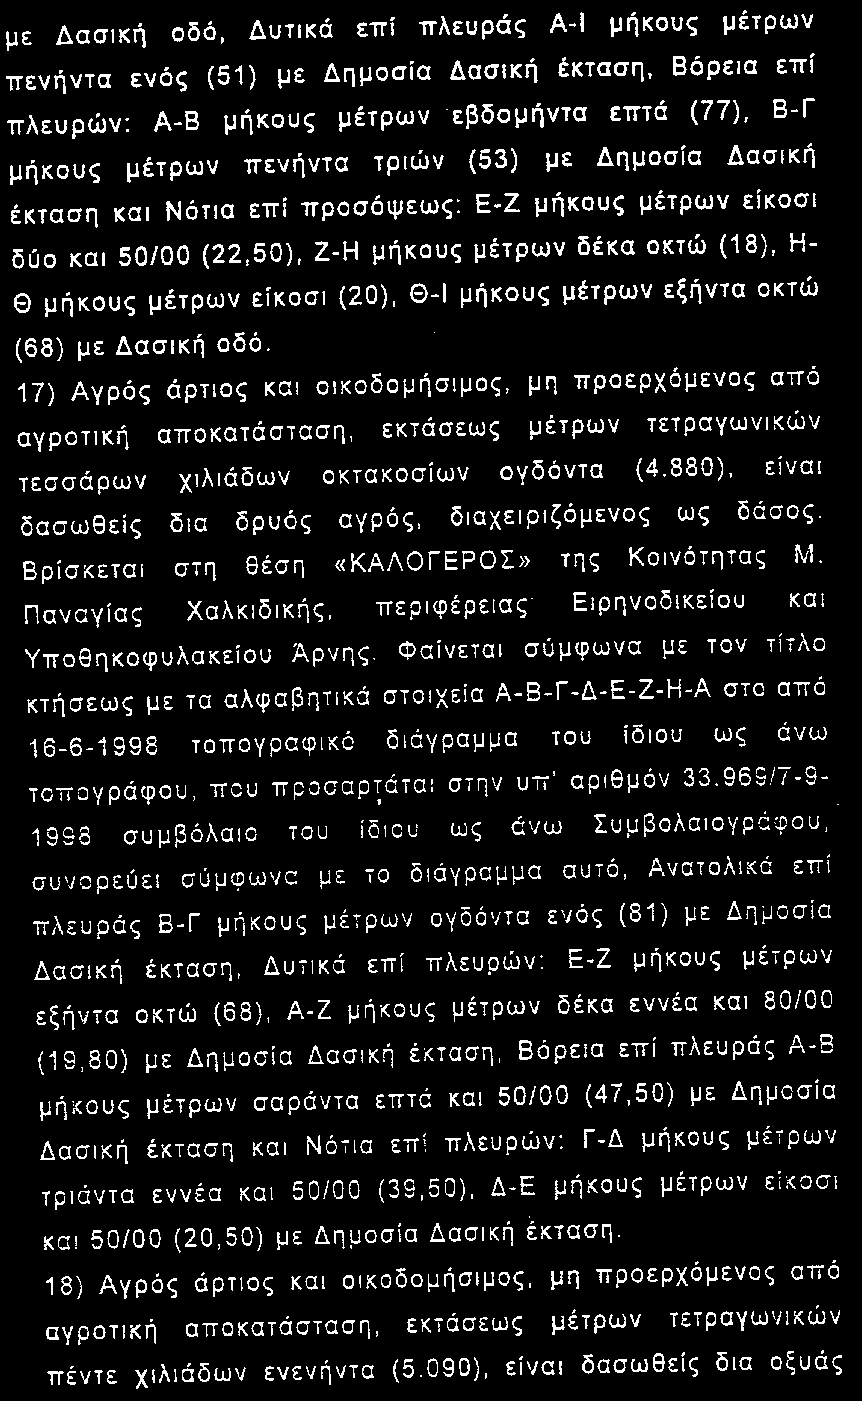 με Δασική οδό, Δυτικά επί πλευράς Α-Ι μήκους μέτρων
πενήντα ενός (51) με Δημοσία Δασική έκταση, Βόρεια επί
πλευρών: Α-Β μήκους μέτρων εβδομήντα επτά (77), Β-Γ
μήκους μέτρων πενήντα τριών (53) με Δημοσία Δασική
έκταση και Νότια επί προσόψεως: Ε-Ζ μήκους μέτρων είκοσι
δύο και 50/00 (22,50), Ζ-Η μήκους μέτρων δέκα οκτώ (18), Η-
Θ μήκους μέτρων είκοσι (20), Θ-Ι μήκους μέτρων εξήντα οκτώ
(68) με Δασική οδό.
17) Αγρός άρτιος και οικοδομήσιμος, μη προερχόμενος από
αγροτική αποκατάσταση, εκτάσεως μέτρων τετραγωνικών
τεσσάρων χιλιάδων οκτακοσίων ογδόντα (4.880), είναι
δασωθείς δια δρυός αγρός, διαχειριζόμενος ως δάσος.
Βρίσκεται στη θέση «ΚΑΛΟΓΕΡΟΣ» της Κοινότητας Μ.
Παναγίας Χαλκιδικής, περιφέρειας Ειρηνοδικείου και
Υποθηκοφυλακείου Άρνης. Φαίνεται σύμφωνα με τον τίτλο
κτήσεως με τα αλφαβητικά στοιχεία Α-Β-Γ-Δ-Ε-Ζ-Η-Α στο από
16-6-1998 τοπογραφικό διάγραμμα του ίδιου ως άνω
τοπογράφου, που προσαρτάται στην υπ' αριθμόν 33.969/7-9-
1998 συμβόλαιο του ίδιου ως άνω Συμβολαιογράφου,
συνορεύει σύμφωνα με το διάγραμμα αυτό, Ανατολικά επί
πλευράς Β-Γ μήκους μέτρων ογδόντα ενός (81) με Δημοσία
Δασική έκταση, Δυτικά επί πλευρών: Ε-Ζ μήκους μέτρων
εξήντα οκτώ (68), Α-Ζ μήκους μέτρων δέκα εννέα και 80/00
(19,80) με Δημοσία Δασική έκταση, Βόρεια επί πλευράς Α-Β
μήκους μέτρων σαράντα επτά και 50/00 (47,50) με Δημοσία
Δασική έκταση και Νότια επί πλευρών: Γ-Δ μήκους μέτρων
τριάντα εννέα και 50/00 (39,50), Δ-Ε μήκους μέτρων είκοσι
και 50/00 (20,50) με Δημοσία Δασική έκταση.
18) Αγρός άρτιος και οικοδομήσιμος, μη προερχόμενος από
αγροτική αποκατάσταση, εκτάσεως μέτρων τετραγωνικών
πέντε χιλιάδων ενενήντα (5.090), είναι δασωθείς δια οξυάς